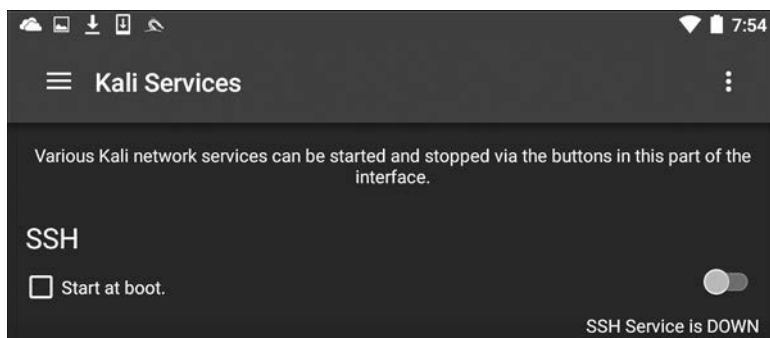 7:54
Kali Services
Various Kali network services can be started and stopped via the buttons in this part of the
interface.
SSH
Start at boot.
SSH Service is DOWN